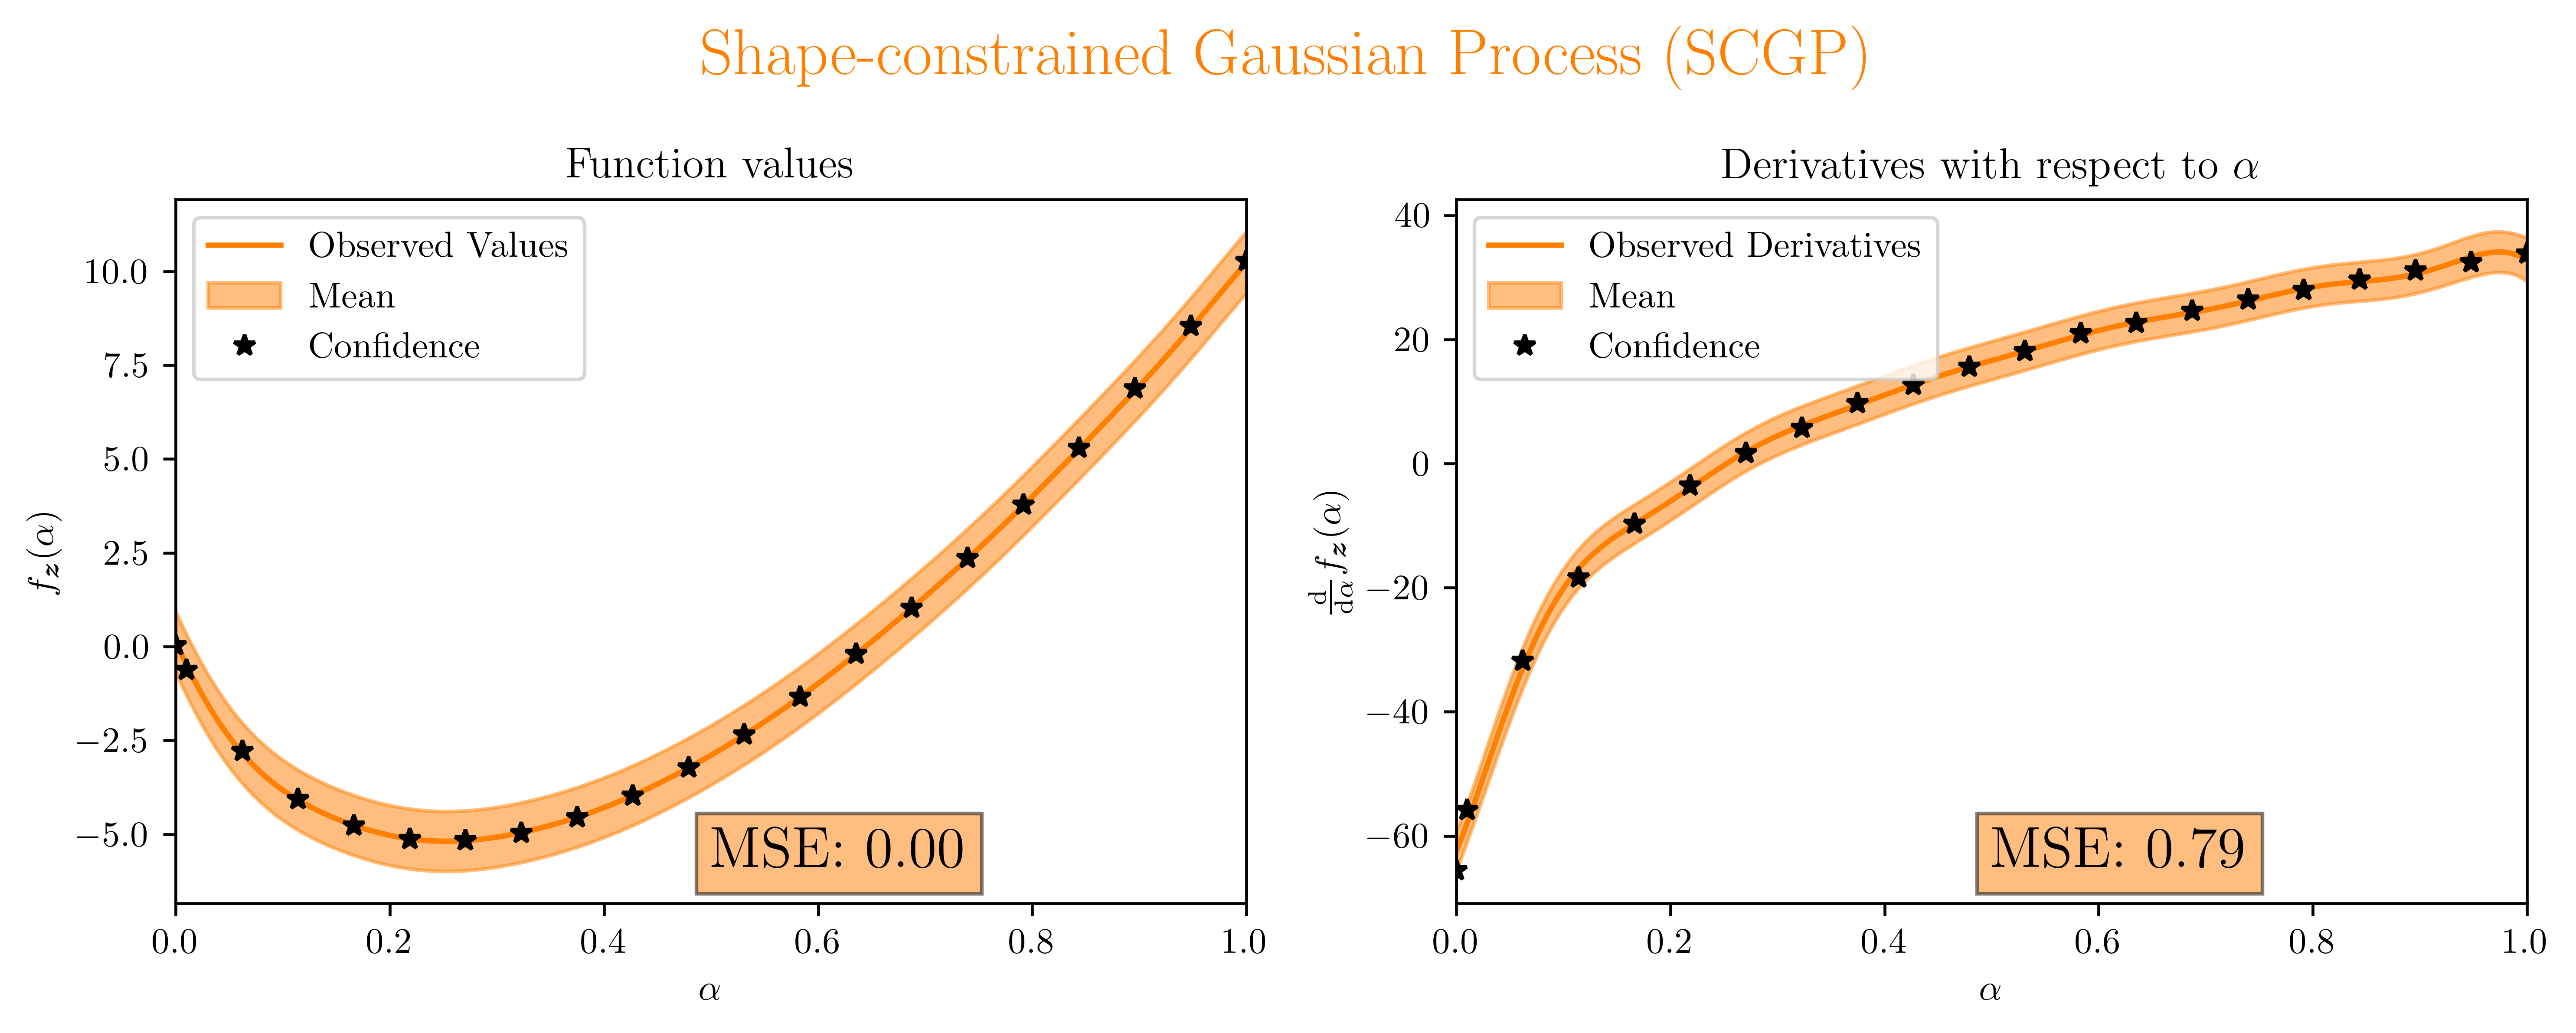 Shape-constrained Gaussian Process (SCGP)
Function values
Observed Values
Mean
Confidence
10.0
7.5
5.0
2.5
0.0
−2.5
−5.0
f_z(α)
MSE: 0.00
0.0 0.2 0.4 0.6 0.8 1.0
α
Derivatives with respect to α
Observed Derivatives
Mean
Confidence
40
20
0
−20
−40
−60
d/dα f_z(α)
MSE: 0.79
0.0 0.2 0.4 0.6 0.8 1.0
α